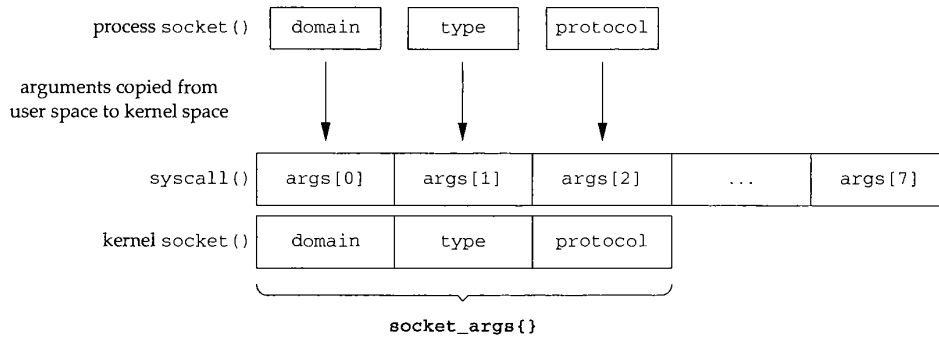 process socket() domain type protocol
arguments copied from
user space to kernel space
syscall() args[0] args[1] args[2] ... args[7]
kernel socket() domain type protocol
socket_args{}